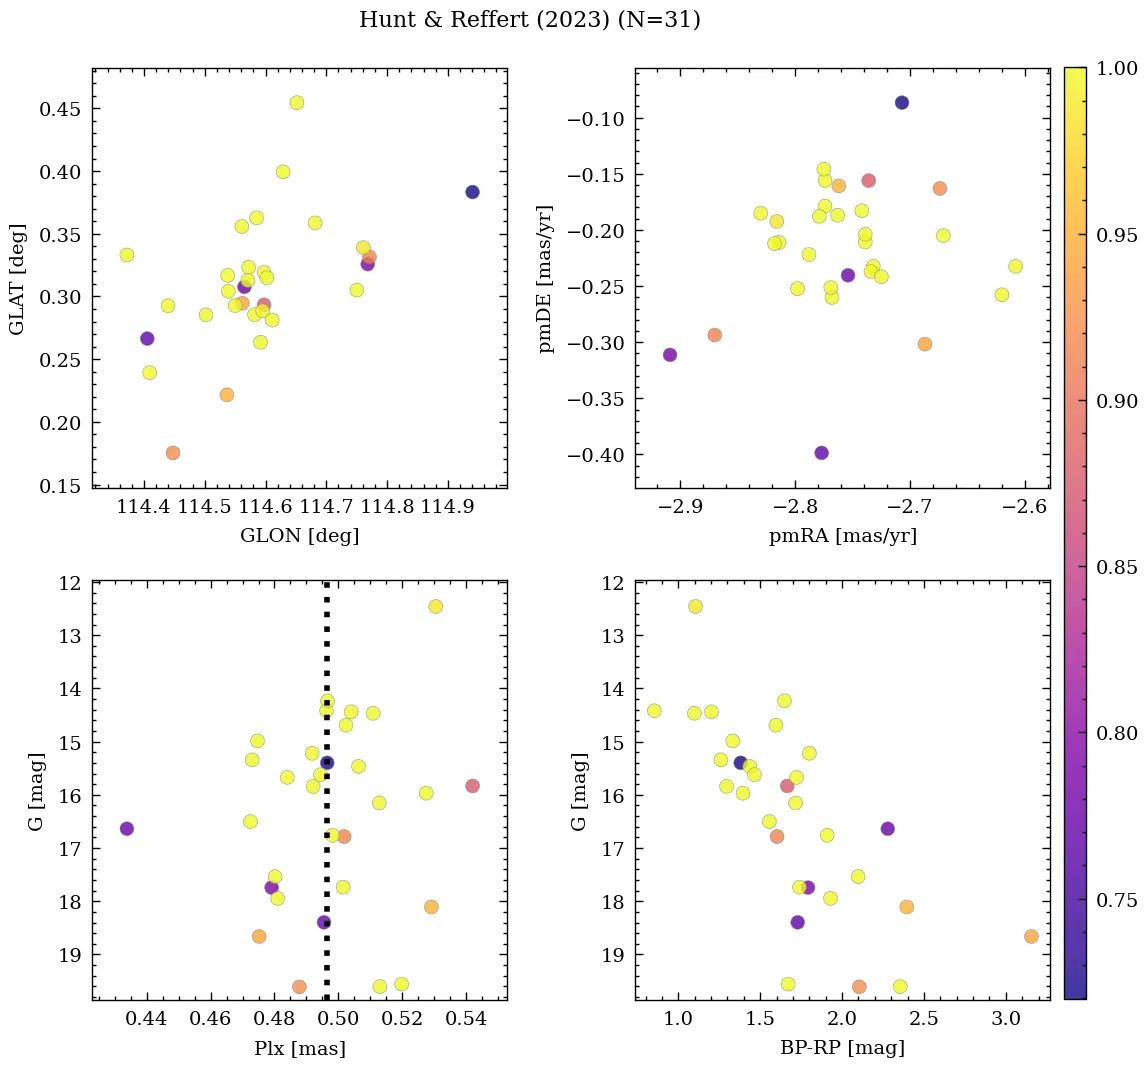 Hunt & Reffert (2023) (N=31)
0.45
0.40
0.35
0.30
0.25
0.20
0.15
GLAT [deg]
114.4 114.5 114.6 114.7 114.8 114.9
GLON [deg]
−0.10
−0.15
−0.20
−0.25
−0.30
−0.35
−0.40
pmDE [mas/yr]
−2.9 −2.8 −2.7 −2.6
pmRA [mas/yr]
1.00
0.95
0.90
0.85
0.80
0.75
12
13
14
15
16
17
18
19
G [mag]
0.44 0.46 0.48 0.50 0.52 0.54
Plx [mas]
12
13
14
15
16
17
18
19
G [mag]
1.0 1.5 2.0 2.5 3.0
BP-RP [mag]